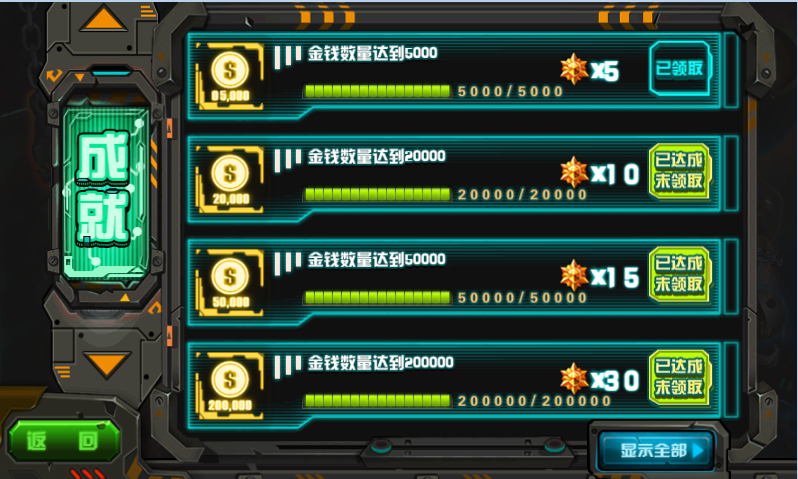 成就
金钱数量达到5000
$
05,000
5000/5000
x5
已领取
金钱数量达到20000
$
20,000
20000/20000
x10
已达成
未领取
金钱数量达到50000
$
50,000
50000/50000
x15
已达成
未领取
金钱数量达到200000
$
200,000
200000/200000
x30
已达成
未领取
返回
显示全部